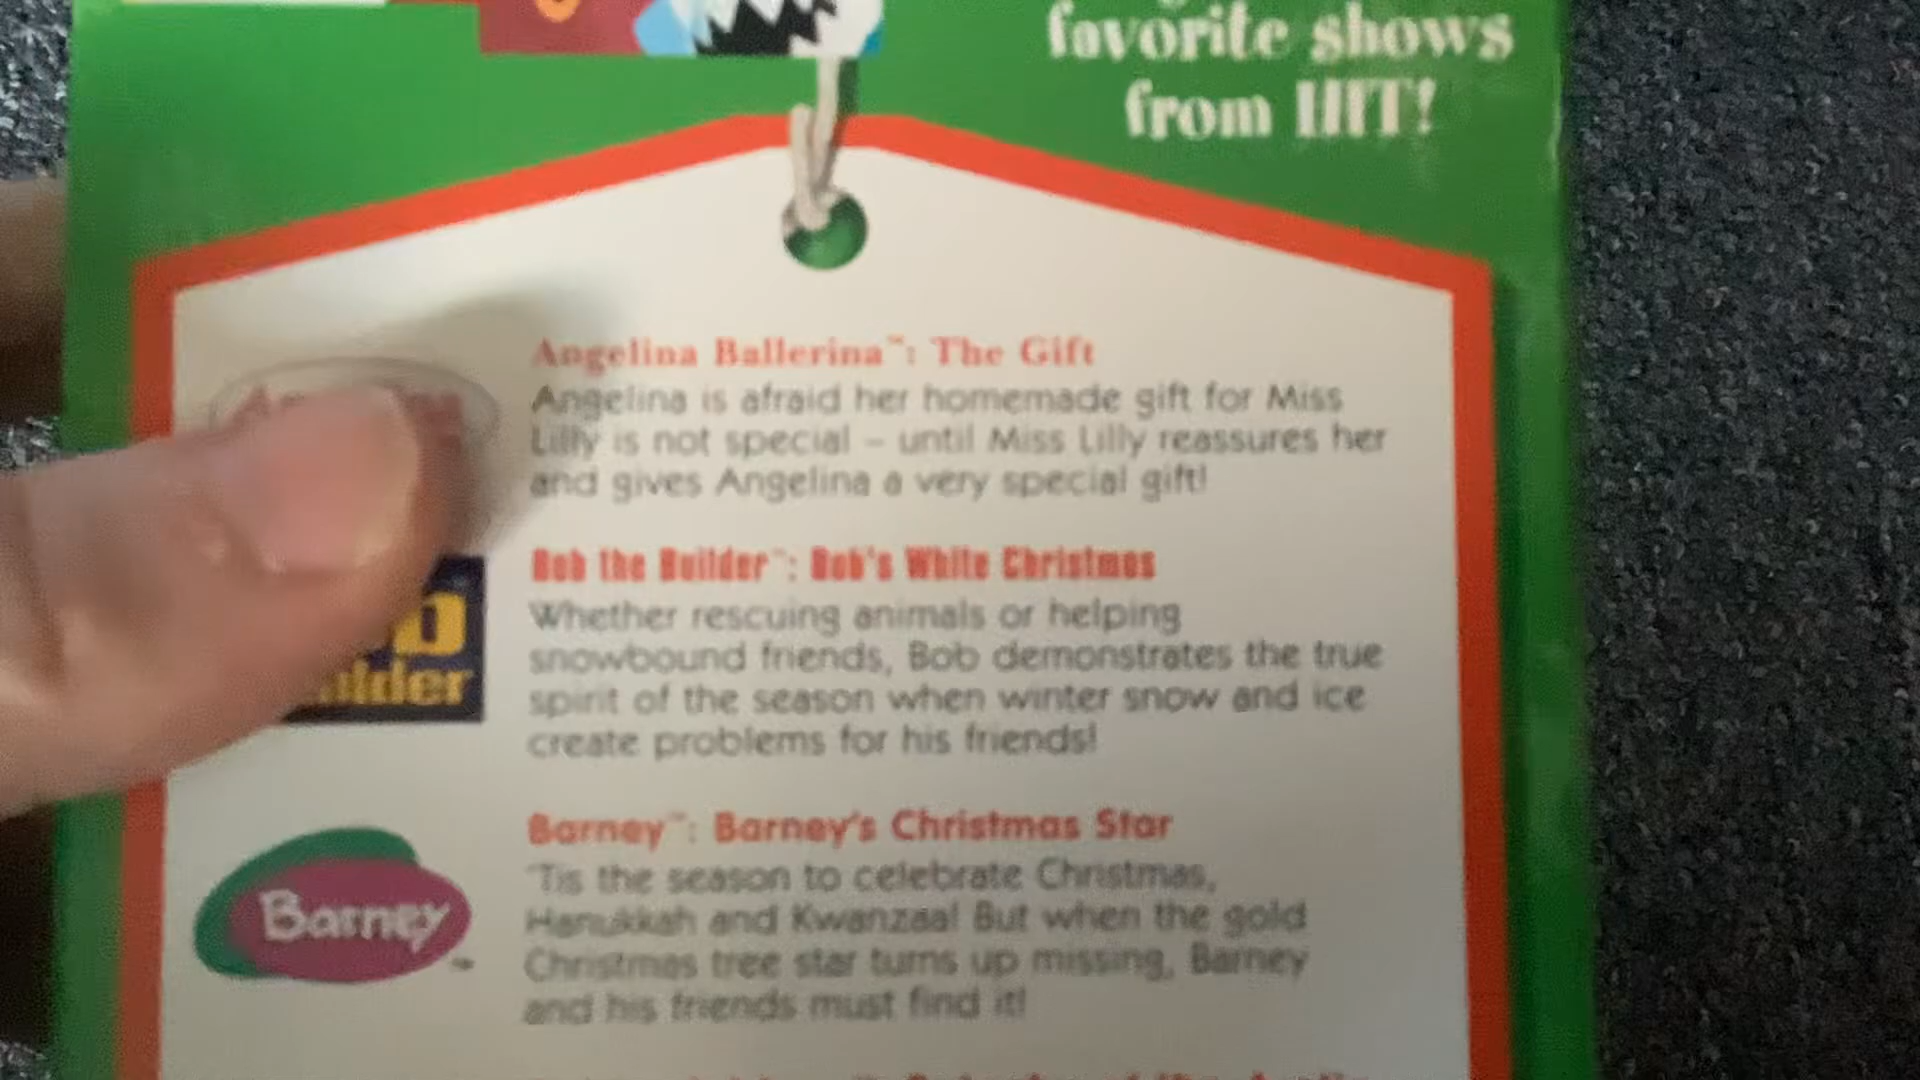 favorite shows
from HIT!
Angelina Ballerina™: The Gift
Angelina is afraid her homemade gift for Miss
Lilly is not special – until Miss Lilly reassures her
and gives Angelina a very special gift!
Bob the Builder™: Bob's White Christmas
Whether rescuing animals or helping
snowbound friends, Bob demonstrates the true
spirit of the season when winter snow and ice
create problems for his friends!
Barney™: Barney's Christmas Star
'Tis the season to celebrate Christmas,
Hanukkah and Kwanzaa! But when the gold
Christmas tree star turns up missing, Barney
and his friends must find it!
Barney™